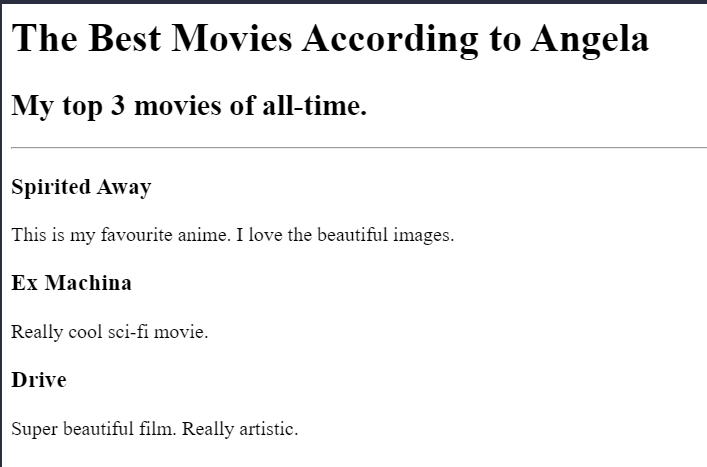 The Best Movies According to Angela
My top 3 movies of all-time.
Spirited Away
This is my favourite anime. I love the beautiful images.
Ex Machina
Really cool sci-fi movie.
Drive
Super beautiful film. Really artistic.